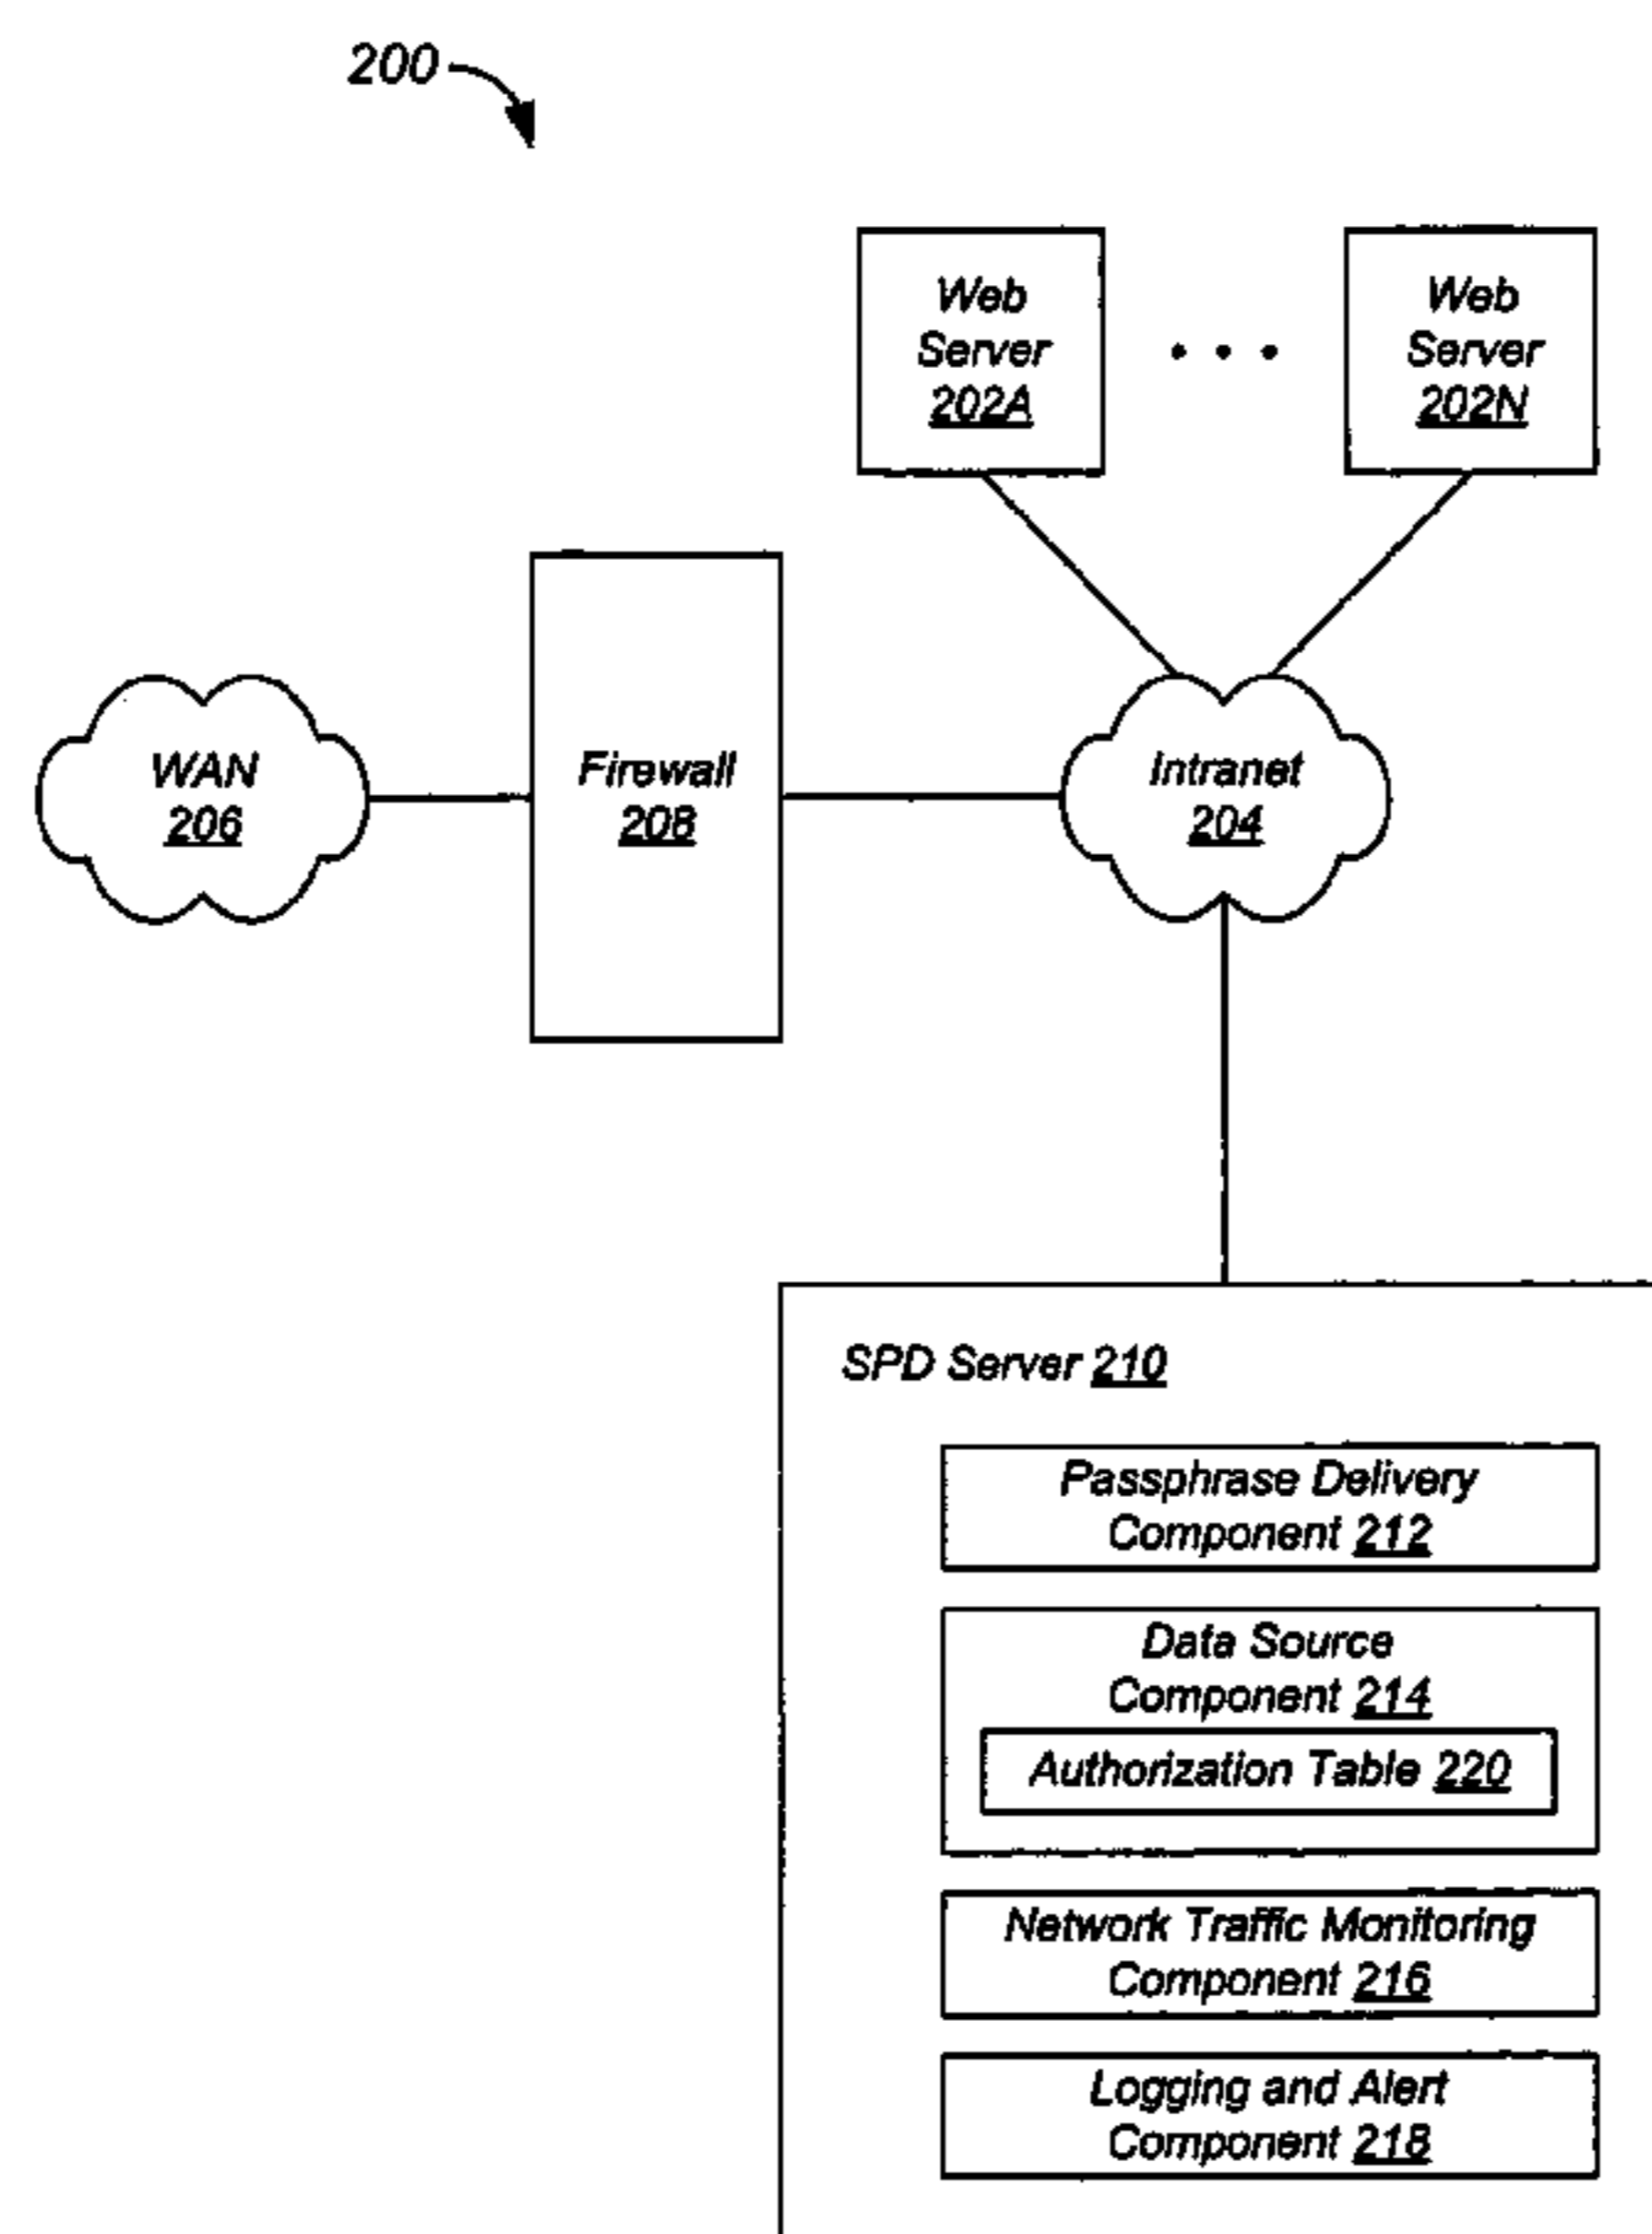 200
Web
Server
202A
Web
Server
202N
WAN
206
Firewall
208
Intranet
204
SPD Server 210
Passphrase Delivery
Component 212
Data Source
Component 214
Authorization Table 220
Network Traffic Monitoring
Component 216
Logging and Alert
Component 218